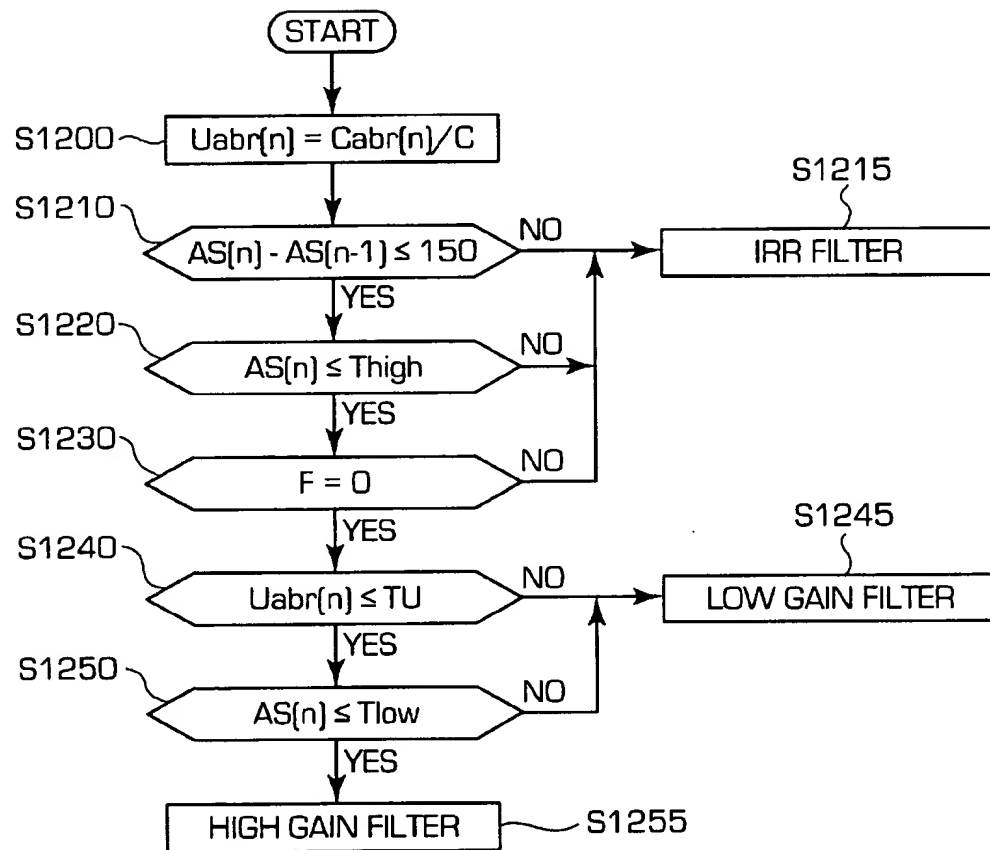 START
S1200
Uabr(n) = Cabr(n)/C
S1210
AS(n) - AS(n-1) ≤ 150
NO
S1215
IRR FILTER
YES
S1220
AS(n) ≤ Thigh
NO
YES
S1230
F = 0
NO
YES
S1240
Uabr(n) ≤ TU
NO
S1245
LOW GAIN FILTER
YES
S1250
AS(n) ≤ Tlow
NO
YES
HIGH GAIN FILTER
S1255